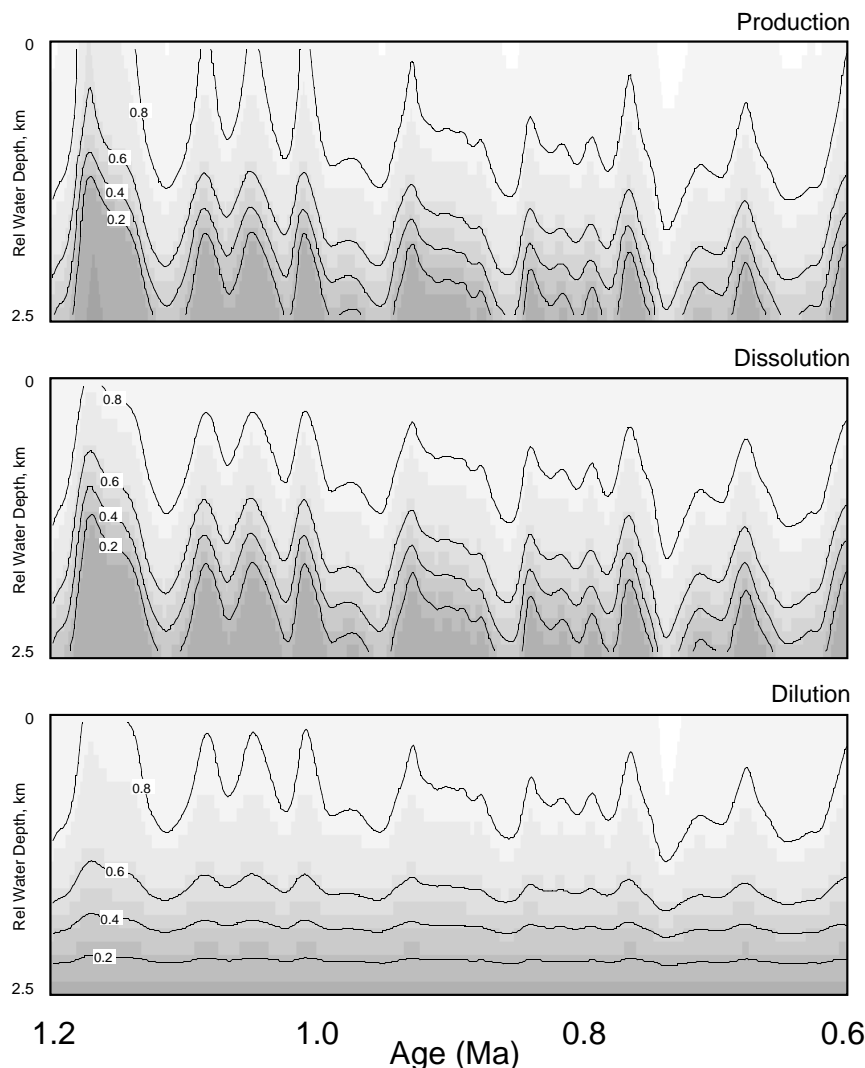 Production
0
Rel Water Depth, km
2.5
0.8
0.6
0.4
0.2
Dissolution
0
Rel Water Depth, km
2.5
0.8
0.6
0.4
0.2
Dilution
0
Rel Water Depth, km
2.5
0.8
0.6
0.4
0.2
1.2 1.0 0.8 0.6
Age (Ma)